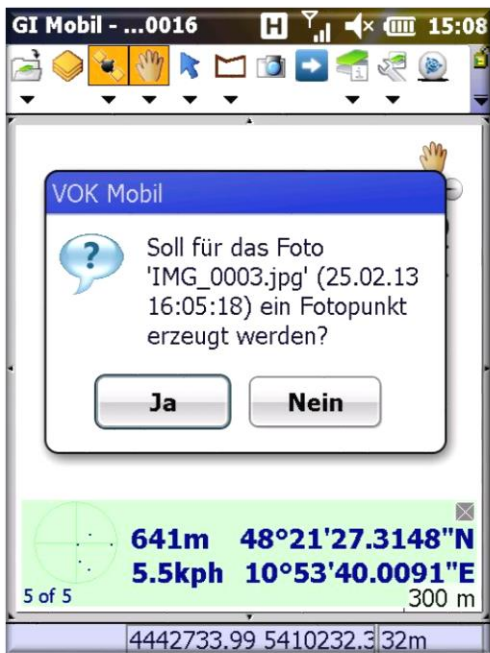 GI Mobil - ...0016 H 15:08
VOK Mobil
Soll für das Foto
'IMG_0003.jpg' (25.02.13
16:05:18) ein Fotopunkt
erzeugt werden?
Ja Nein
641m 48°21'27.3148"N
5.5kph 10°53'40.0091"E
5 of 5
300 m
4442733.99 5410232.3 32m